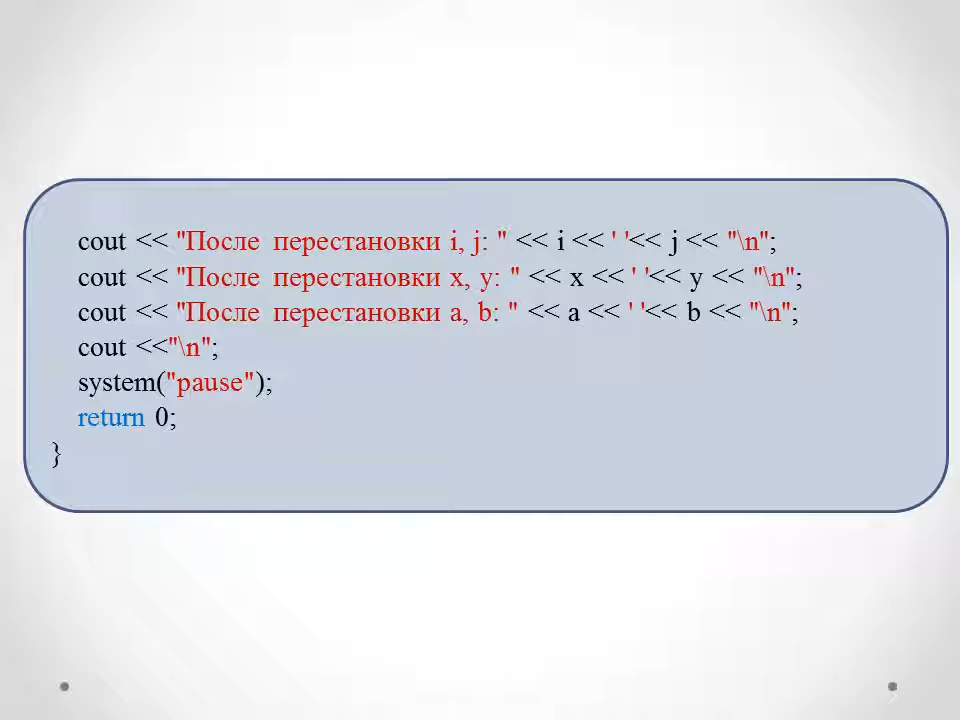 cout << "После перестановки i, j: " << i << ' '<< j << "\n";
cout << "После перестановки x, y: " << x << ' '<< y << "\n";
cout << "После перестановки a, b: " << a << ' '<< b << "\n";
cout <<"\n";
system("pause");
return 0;
}